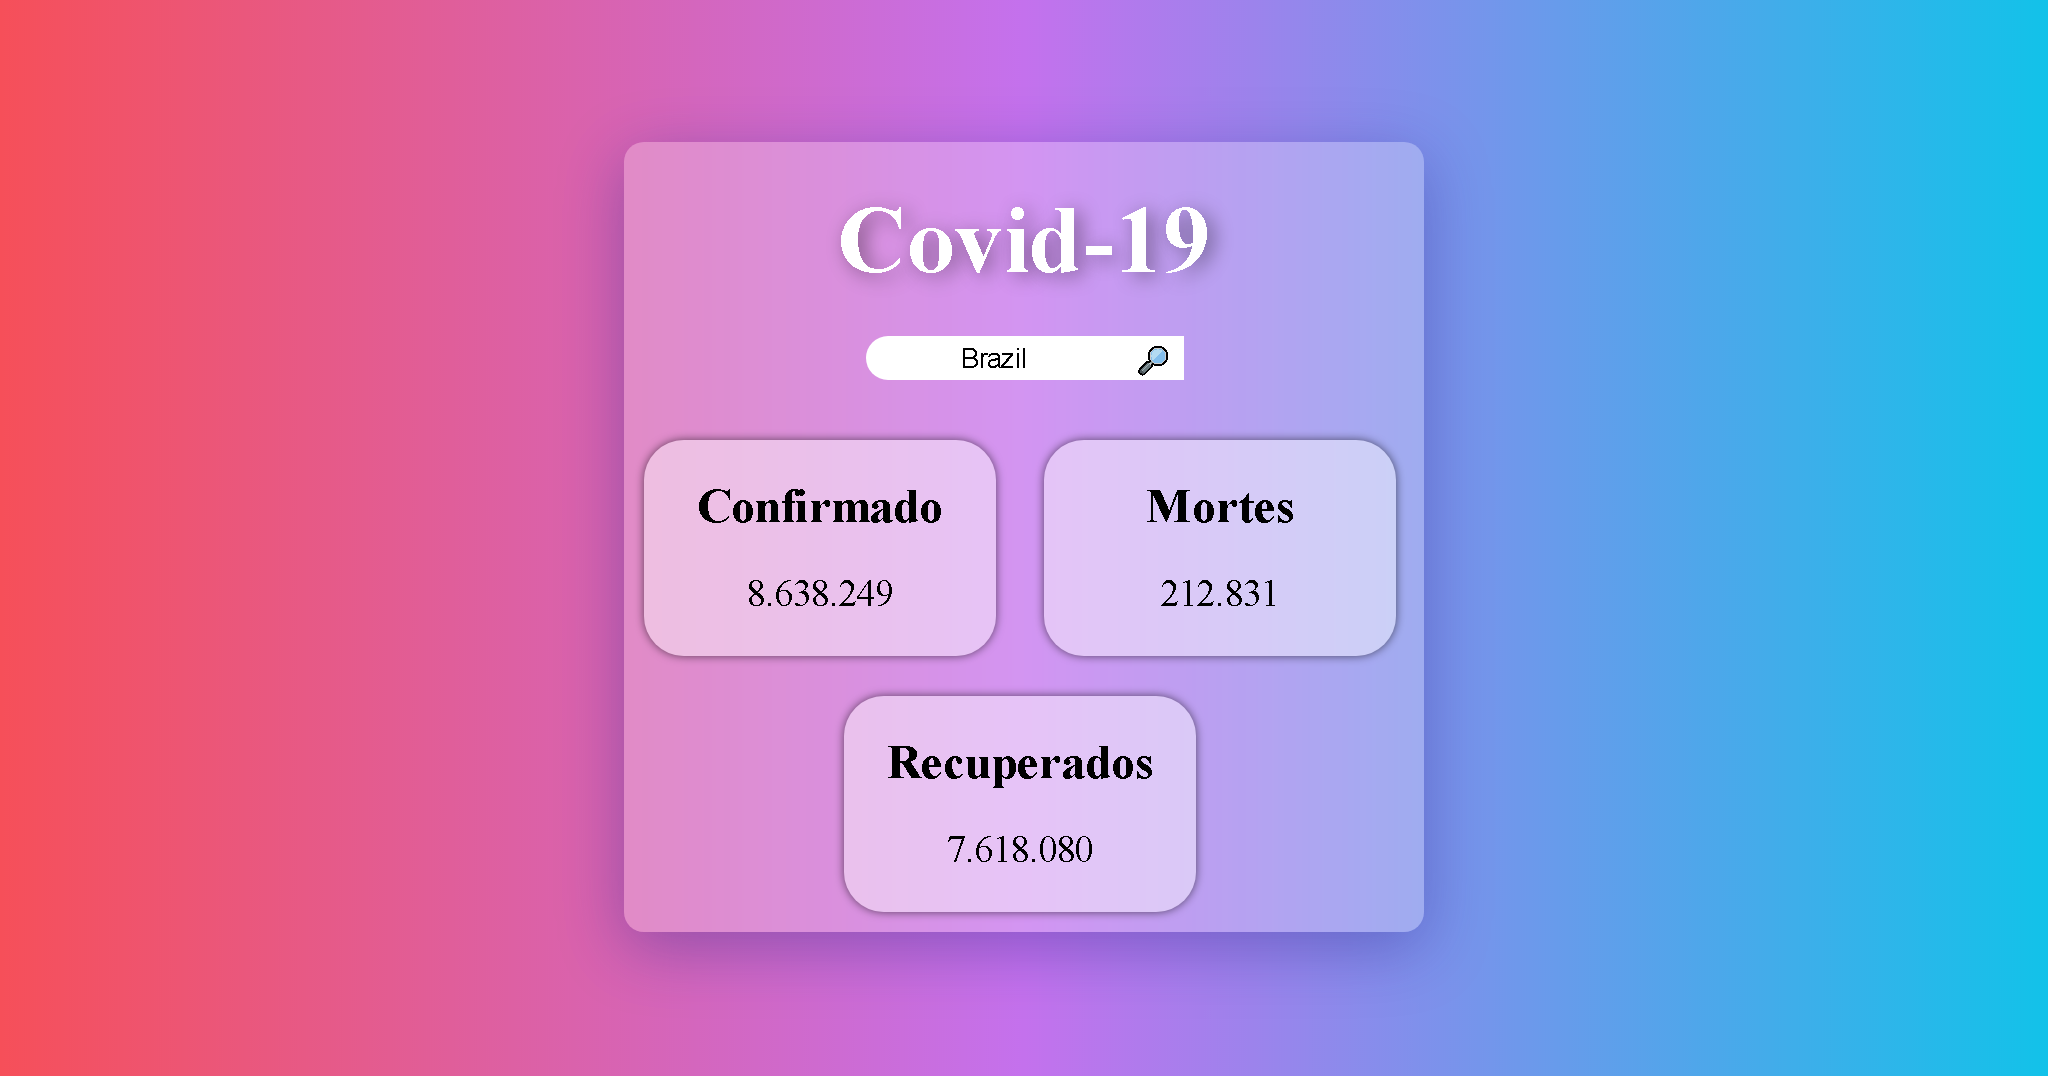 Covid-19
Brazil
Confirmado
8.638.249
Mortes
212.831
Recuperados
7.618.080